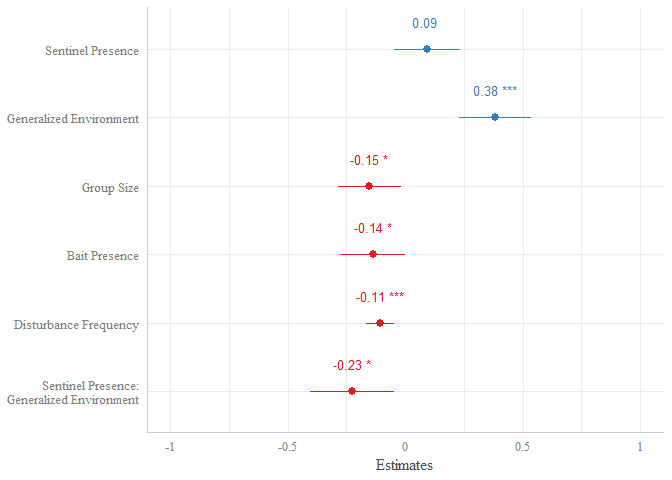 0.09
Sentinel Presence
0.38 ***
Generalized Environment
-0.15 *
Group Size
-0.14 *
Bait Presence
-0.11 ***
Disturbance Frequency
-0.23 *
Sentinel Presence:
Generalized Environment
-1 -0.5 0 0.5 1
Estimates